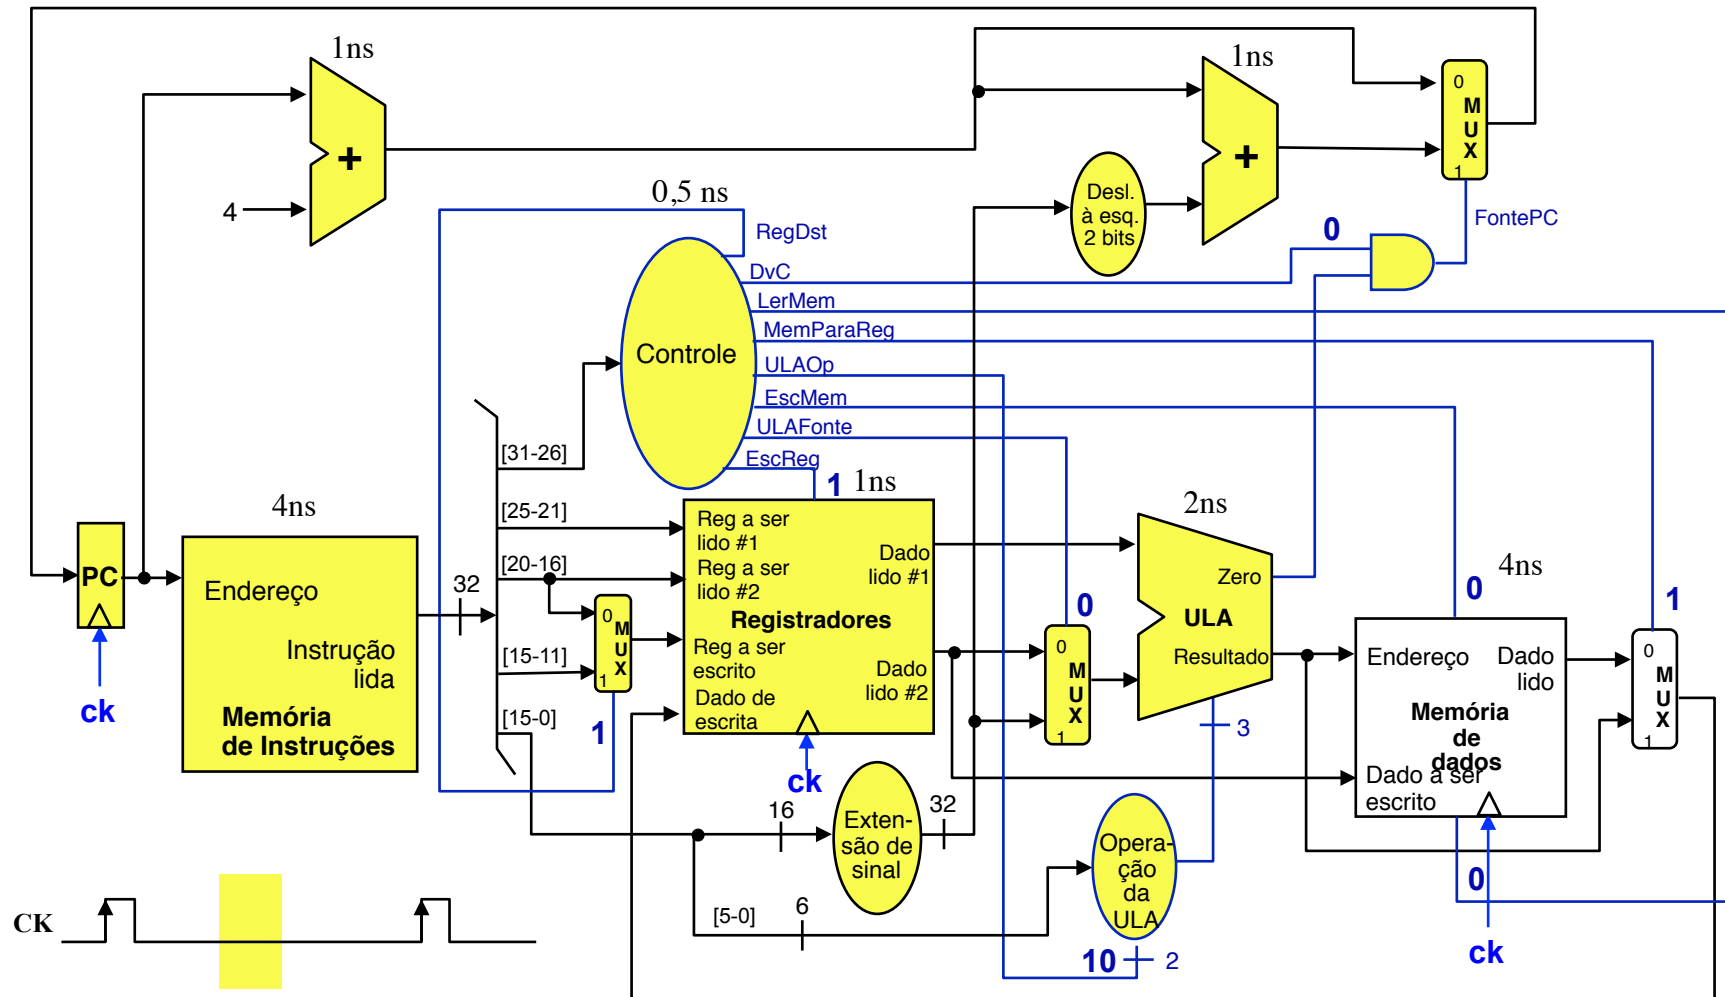 1ns
1ns
0
M
U
X
1
+
+
Desl.
à esq.
2 bits
4
0,5 ns
RegDst
FontePC
0
DvC
LerMem
MemParaReg
Controle
ULAOp
EscMem
ULAFonte
EscReg
[31-26]
1
1ns
4ns
[25-21]
2ns
Reg a ser
lido #1
Dado
lido #1
[20-16]
Reg a ser
lido #2
PC
Endereço
32
Zero
0
4ns
0
1
Registradores
ULA
0
M
U
X
1
Reg a ser
escrito
Instrução
lida
[15-11]
Dado
lido #2
0
M
U
X
1
Resultado
Endereço
Dado
lido
0
M
U
X
1
Dado de
escrita
ck
Memória
de Instruções
[15-0]
1
3
Memória
de
dados
ck
Dado a ser
escrito
16
32
Exten-
são de
sinal
Opera-
ção
da
ULA
0
[5-0]
6
CK
10
2
ck